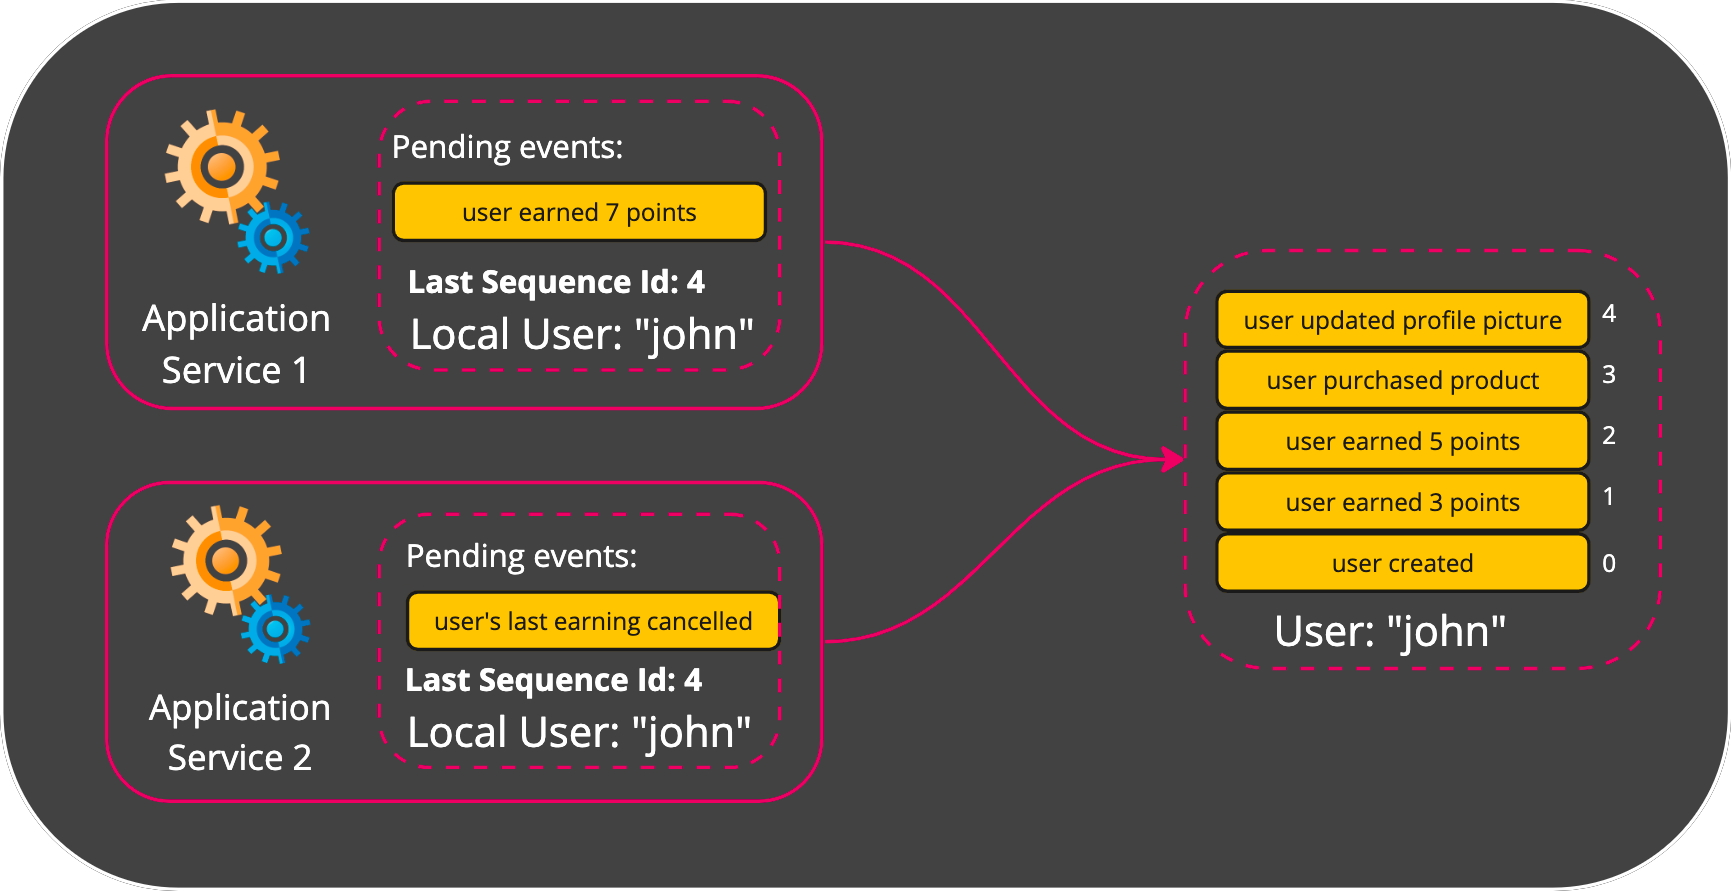 Pending events:
user earned 7 points
Last Sequence Id: 4
Local User: "john"
Application
Service 1
Pending events:
user's last earning cancelled
Last Sequence Id: 4
Local User: "john"
Application
Service 2
user updated profile picture 4
user purchased product 3
user earned 5 points 2
user earned 3 points 1
user created 0
User: "john"